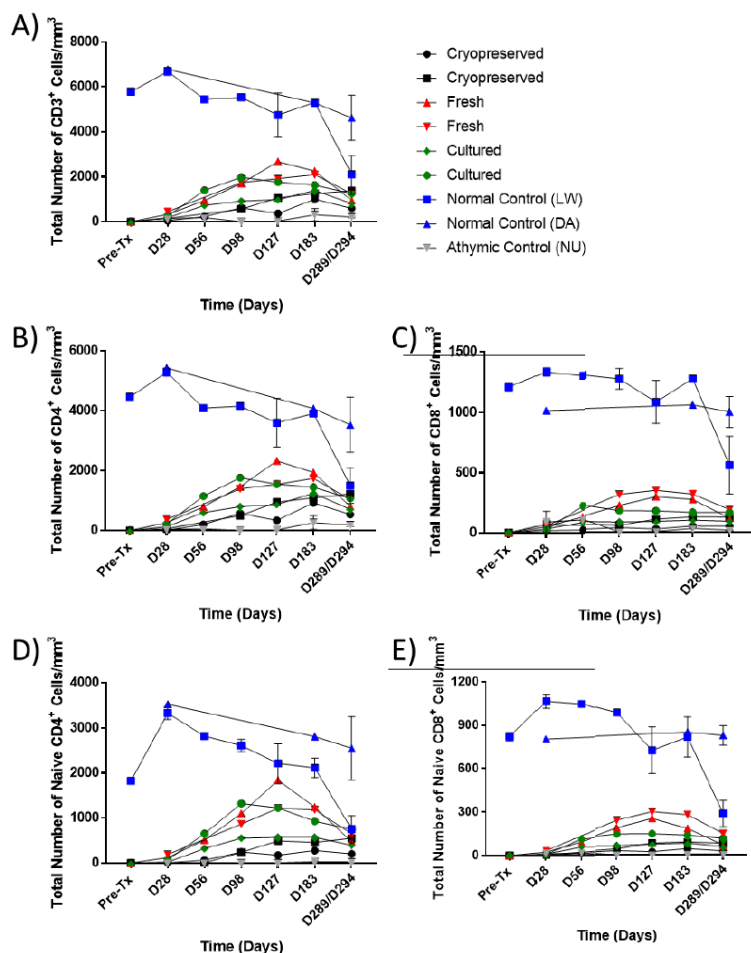 A)
Total Number of CD3+ Cells/mm3
8000
6000
4000
2000
0
Pre-Tx
D28
D56
D98
D127
D183
D289/D294
Time (Days)
Cryopreserved
Cryopreserved
Fresh
Fresh
Cultured
Cultured
Normal Control (LW)
Normal Control (DA)
Athymic Control (NU)
B)
Total Number of CD4+ Cells/mm3
6000
4000
2000
0
Pre-Tx
D28
D56
D98
D127
D183
D289/D294
Time (Days)
C)
Total Number of CD8+ Cells/mm3
1500
1000
500
0
Pre-Tx
D28
D56
D98
D127
D183
D289/D294
Time (Days)
D)
Total Number of Naive CD4+ Cells/mm3
4000
3000
2000
1000
0
Pre-Tx
D28
D56
D98
D127
D183
D289/D294
Time (Days)
E)
Total Number of Naive CD8+ Cells/mm3
1200
900
600
300
0
Pre-Tx
D28
D56
D98
D127
D183
D289/D294
Time (Days)